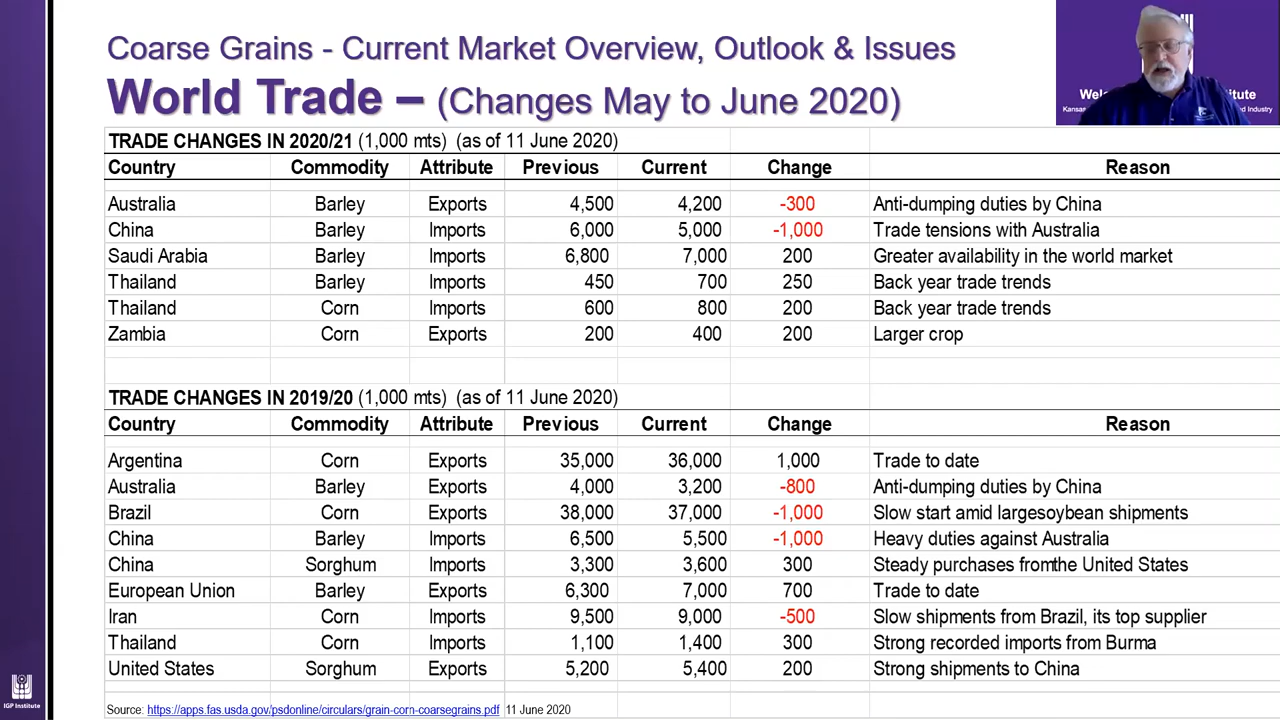 Coarse Grains - Current Market Overview, Outlook & Issues
World Trade – (Changes May to June 2020)
TRADE CHANGES IN 2020/21 (1,000 mts) (as of 11 June 2020)
Country Commodity Attribute Previous Current Change Reason
Australia Barley Exports 4,500 4,200 -300 Anti-dumping duties by China
China Barley Imports 6,000 5,000 -1,000 Trade tensions with Australia
Saudi Arabia Barley Imports 6,800 7,000 200 Greater availability in the world market
Thailand Barley Imports 450 700 250 Back year trade trends
Thailand Corn Imports 600 800 200 Back year trade trends
Zambia Corn Exports 200 400 200 Larger crop
TRADE CHANGES IN 2019/20 (1,000 mts) (as of 11 June 2020)
Country Commodity Attribute Previous Current Change Reason
Argentina Corn Exports 35,000 36,000 1,000 Trade to date
Australia Barley Exports 4,000 3,200 -800 Anti-dumping duties by China
Brazil Corn Exports 38,000 37,000 -1,000 Slow start amid largesoybean shipments
China Barley Imports 6,500 5,500 -1,000 Heavy duties against Australia
China Sorghum Imports 3,300 3,600 300 Steady purchases fromthe United States
European Union Barley Exports 6,300 7,000 700 Trade to date
Iran Corn Imports 9,500 9,000 -500 Slow shipments from Brazil, its top supplier
Thailand Corn Imports 1,100 1,400 300 Strong recorded imports from Burma
United States Sorghum Exports 5,200 5,400 200 Strong shipments to China
Source: https://apps.fas.usda.gov/psdonline/circulars/grain-corn-coarsegrains.pdf 11 June 2020
IGP Institute
Wel itute
Kansas d Industry